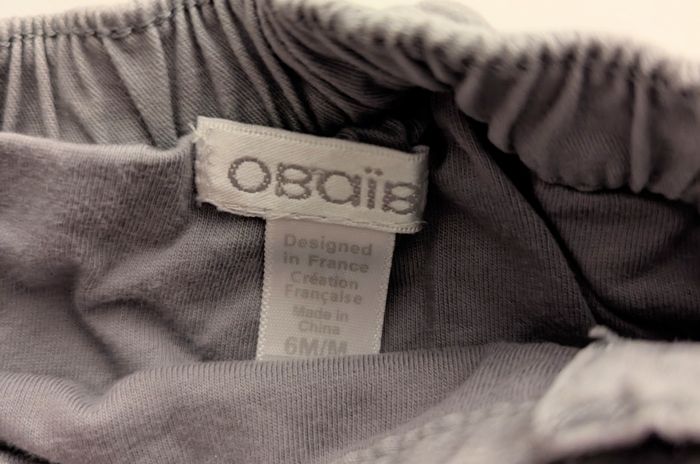 obaïbi
Designed
in France
Création
Française
Made in
China
6M/M